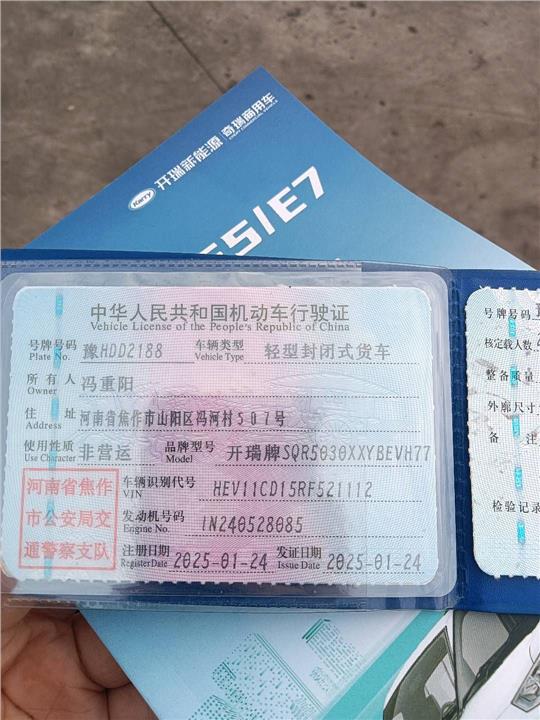 Karry 开瑞新能源 奇瑞商用车
E5/E7
中华人民共和国机动车行驶证
Vehicle License of the People's Republic of China
号牌号码 豫HDD2188 车辆类型 轻型封闭式货车
Plate No. Vehicle Type
所有人 冯重阳
Owner
住址 河南省焦作市山阳区冯河村507号
Address
使用性质 非营运 品牌型号 开瑞牌SQR5030XXYBEVH77
Use Character Model
河南省焦作
市公安局交
通警察支队
车辆识别代号 HEV11CD15RF521112
VIN
发动机号码 1N240528085
Engine No.
注册日期 2025-01-24 发证日期 2025-01-24
Register Date Issue Date
号牌号码
核定载人数
整备质量
外廓尺寸
备注
检验记录